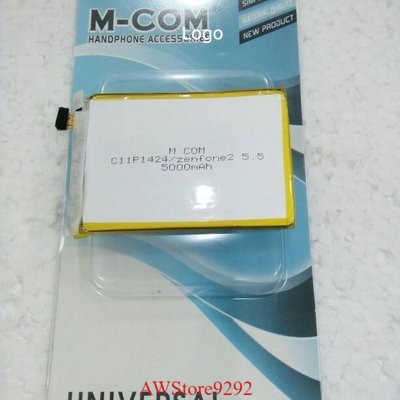 M-COM®
HANDPHONE ACCESSORIES
Logo
NEW PRODUCT
M COM
C11P1424/zenfone2 5.5
5000mAh
UNIVERSAL
AWStore9292